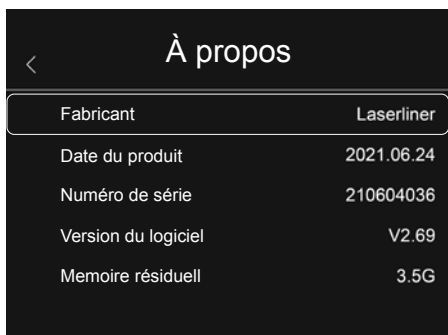 À propos
Fabricant Laserliner
Date du produit 2021.06.24
Numéro de série 210604036
Version du logiciel V2.69
Memoire résiduell 3.5G